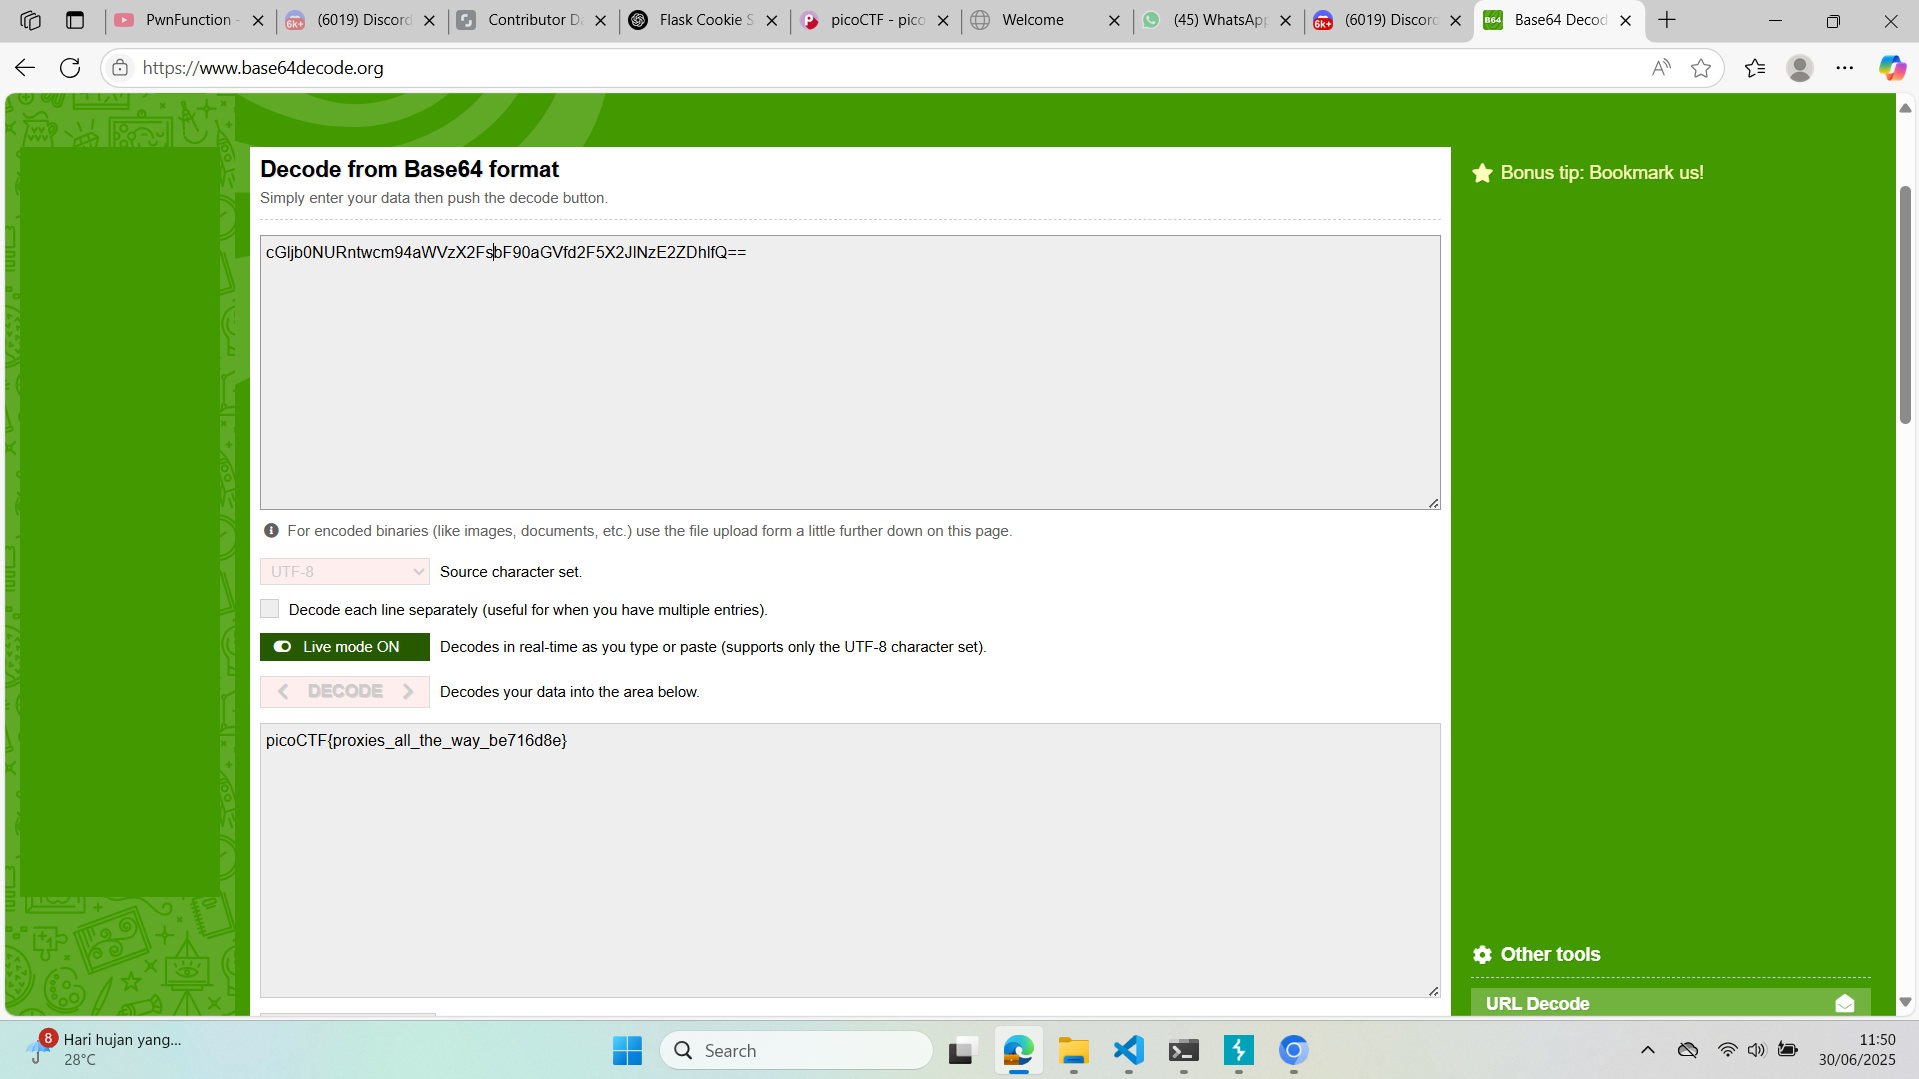 PwnFunction -
(6019) Discord
Contributor Da
Flask Cookie S
picoCTF - pico
Welcome
(45) WhatsApp
(6019) Discord
Base64 Decod
https://www.base64decode.org
Decode from Base64 format
Simply enter your data then push the decode button.
Bonus tip: Bookmark us!
cGljb0NURntwcm94aWVzX2FsbF90aGVfd2F5X2JlNzE2ZDhlfQ==
For encoded binaries (like images, documents, etc.) use the file upload form a little further down on this page.
UTF-8
Source character set.
Decode each line separately (useful for when you have multiple entries).
Live mode ON
Decodes in real-time as you type or paste (supports only the UTF-8 character set).
DECODE
Decodes your data into the area below.
picoCTF{proxies_all_the_way_be716d8e}
Other tools
URL Decode
8
Hari hujan yang...
28°C
Search
11:50
30/06/2025